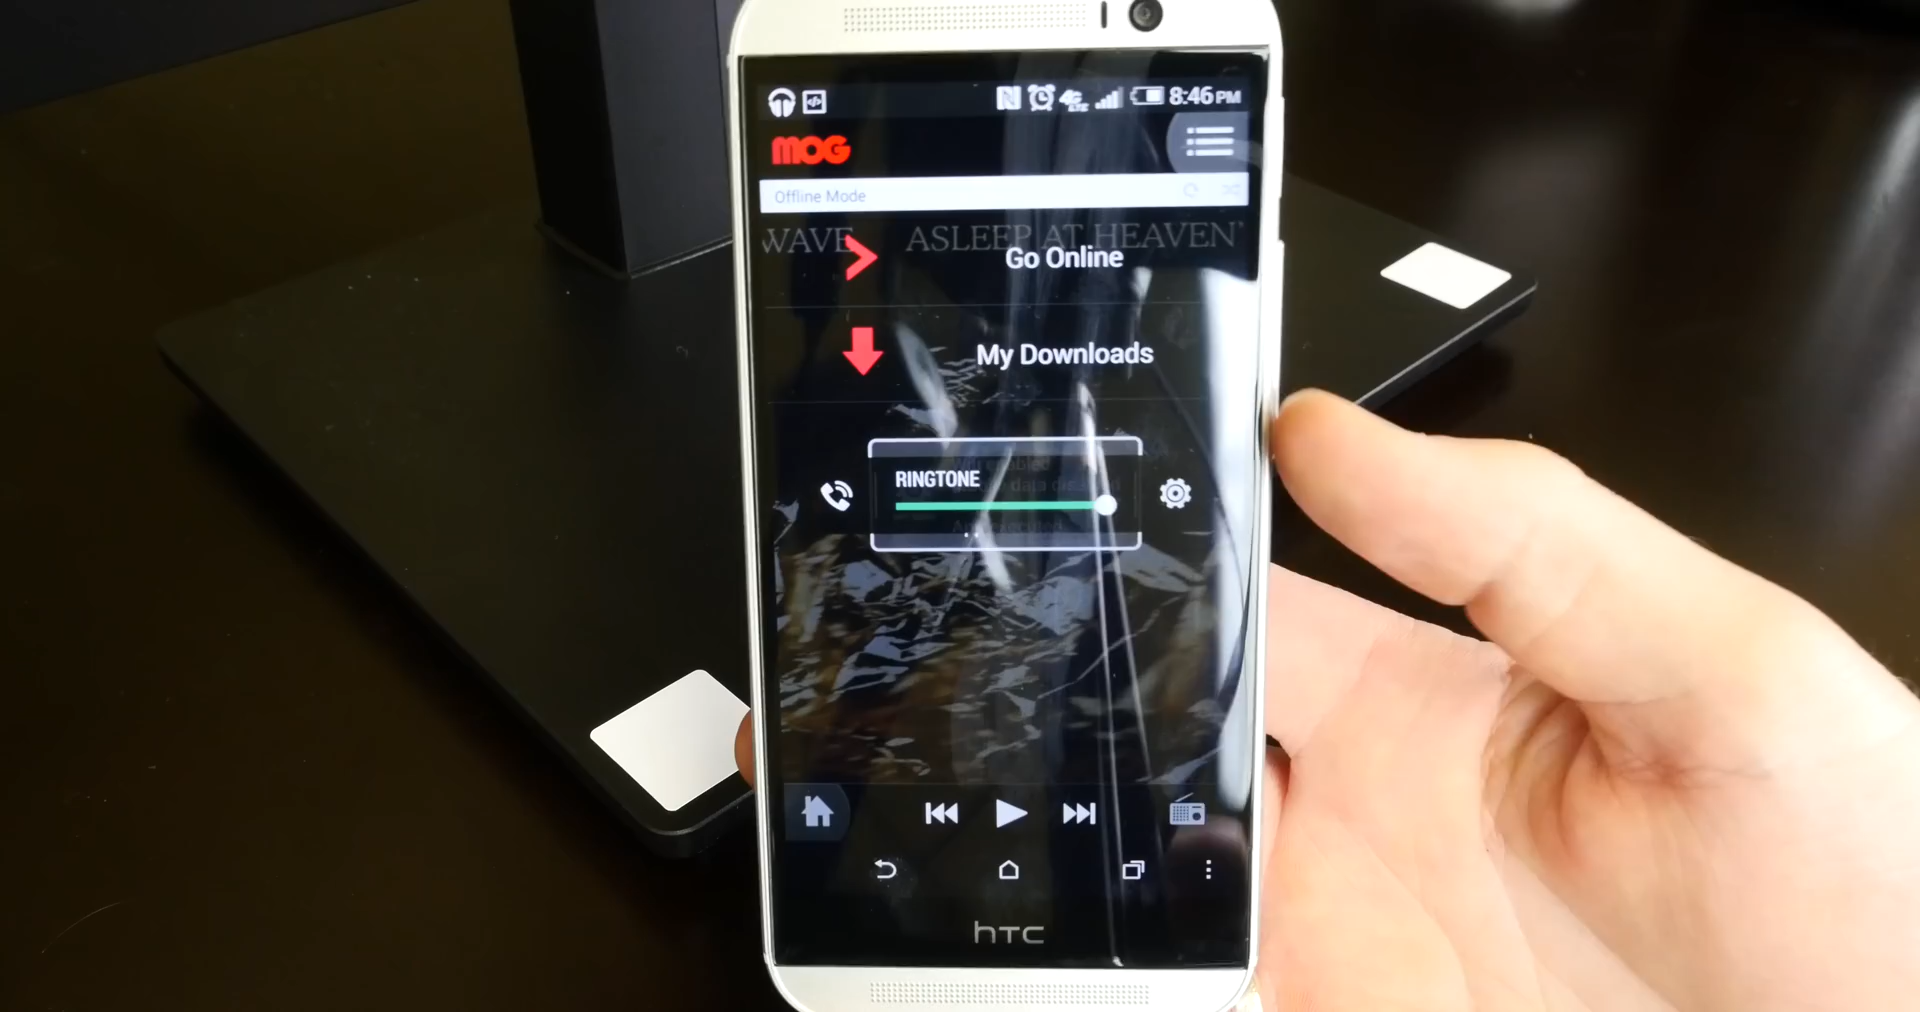 8:46 PM
MOG
Offline Mode
WAVE ASLEEP AT HEAVEN'
Go Online
My Downloads
RINGTONE
hTC